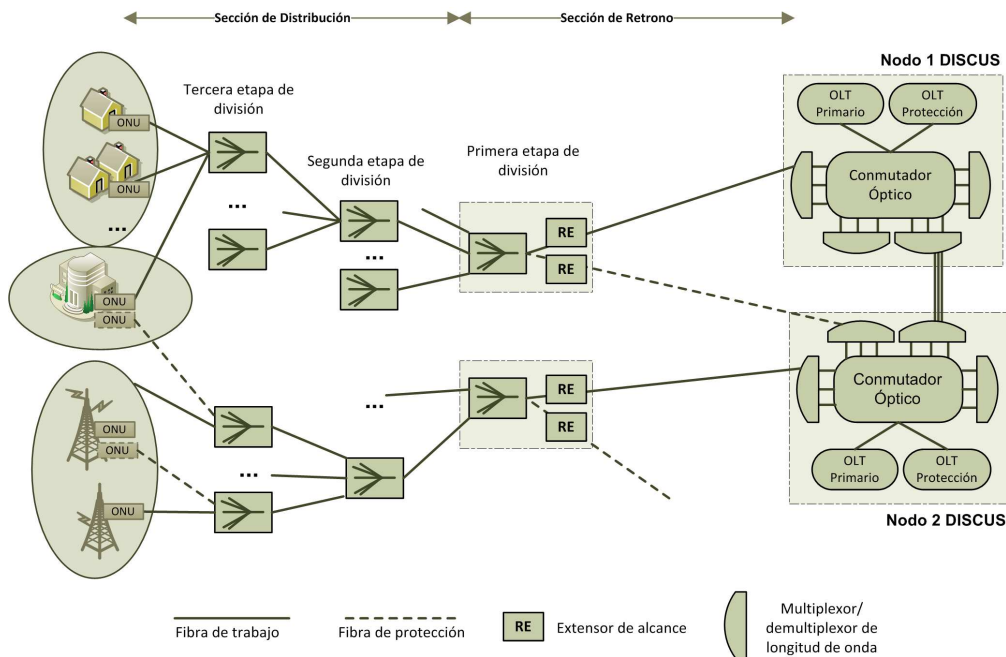 Sección de Distribución
Sección de Retrono
Nodo 1 DISCUS
Tercera etapa de
división
Segunda etapa de
división
Primera etapa de
división
OLT
Primario
OLT
Protección
Conmutador
Óptico
ONU
ONU
...
ONU
ONU
...
...
RE
RE
ONU
ONU
ONU
...
...
RE
RE
Conmutador
Óptico
OLT
Primario
OLT
Protección
Nodo 2 DISCUS
Fibra de trabajo
Fibra de protección
RE
Extensor de alcance
Multiplexor/
demultiplexor de
longitud de onda